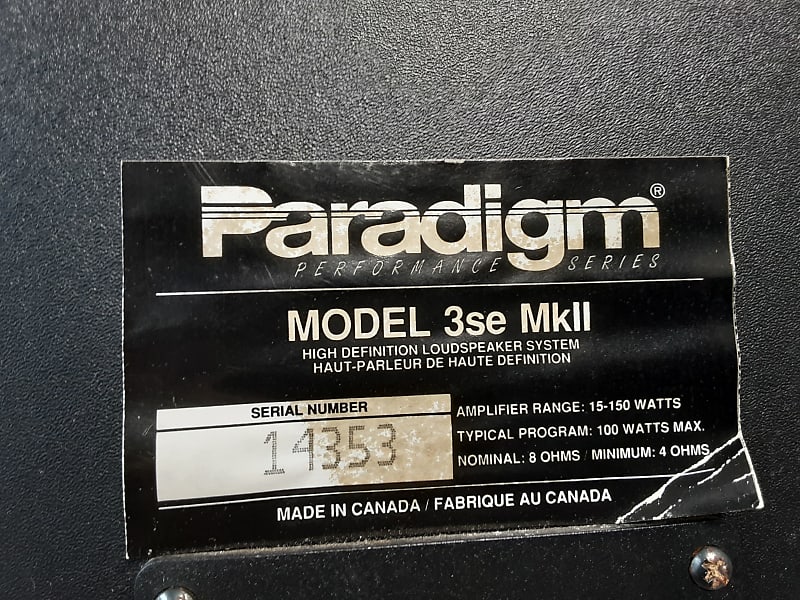 Paradigm®
PERFORMANCE SERIES
MODEL 3se MkII
HIGH DEFINITION LOUDSPEAKER SYSTEM
HAUT-PARLEUR DE HAUTE DEFINITION
SERIAL NUMBER
14353
AMPLIFIER RANGE: 15-150 WATTS
TYPICAL PROGRAM: 100 WATTS MAX.
NOMINAL: 8 OHMS / MINIMUM: 4 OHMS
MADE IN CANADA / FABRIQUE AU CANADA